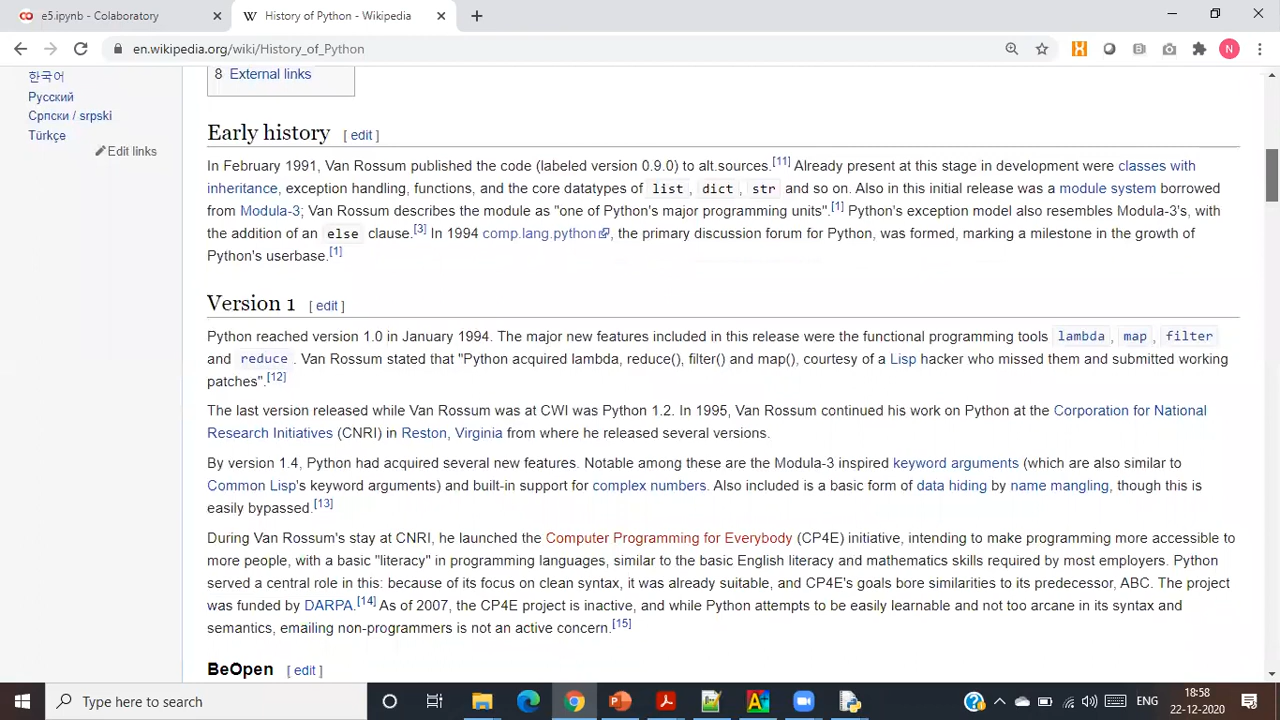 e5.ipynb - Colaboratory
History of Python - Wikipedia
en.wikipedia.org/wiki/History_of_Python
한국어
Русский
Српски / srpski
Türkçe
Edit links
8 External links
Early history [ edit ]
In February 1991, Van Rossum published the code (labeled version 0.9.0) to alt.sources.[11] Already present at this stage in development were classes with
inheritance, exception handling, functions, and the core datatypes of list, dict, str and so on. Also in this initial release was a module system borrowed
from Modula-3; Van Rossum describes the module as "one of Python's major programming units".[1] Python's exception model also resembles Modula-3's, with
the addition of an else clause.[3] In 1994 comp.lang.python, the primary discussion forum for Python, was formed, marking a milestone in the growth of
Python's userbase.[1]
Version 1 [ edit ]
Python reached version 1.0 in January 1994. The major new features included in this release were the functional programming tools lambda, map, filter
and reduce. Van Rossum stated that "Python acquired lambda, reduce(), filter() and map(), courtesy of a Lisp hacker who missed them and submitted working
patches".[12]
The last version released while Van Rossum was at CWI was Python 1.2. In 1995, Van Rossum continued his work on Python at the Corporation for National
Research Initiatives (CNRI) in Reston, Virginia from where he released several versions.
By version 1.4, Python had acquired several new features. Notable among these are the Modula-3 inspired keyword arguments (which are also similar to
Common Lisp's keyword arguments) and built-in support for complex numbers. Also included is a basic form of data hiding by name mangling, though this is
easily bypassed.[13]
During Van Rossum's stay at CNRI, he launched the Computer Programming for Everybody (CP4E) initiative, intending to make programming more accessible to
more people, with a basic "literacy" in programming languages, similar to the basic English literacy and mathematics skills required by most employers. Python
served a central role in this: because of its focus on clean syntax, it was already suitable, and CP4E's goals bore similarities to its predecessor, ABC. The project
was funded by DARPA.[14] As of 2007, the CP4E project is inactive, and while Python attempts to be easily learnable and not too arcane in its syntax and
semantics, emailing non-programmers is not an active concern.[15]
BeOpen [ edit ]
Type here to search
ENG
18:58
22-12-2020